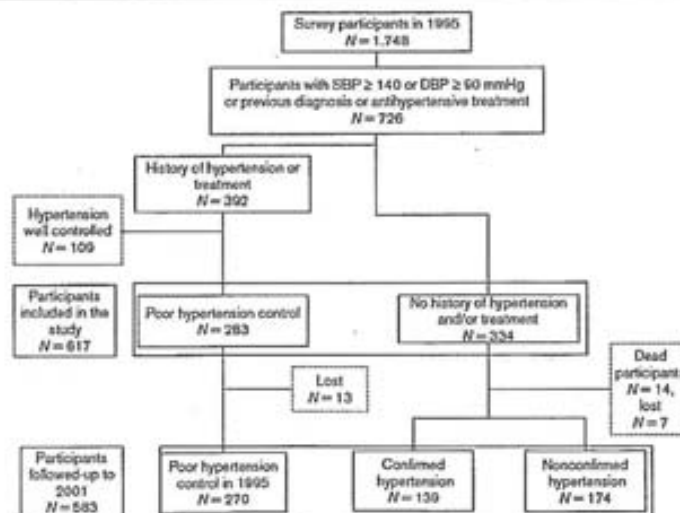 Survey participants in 1995
N = 1,748
Participants with SBP ≥ 140 or DBP ≥ 90 mmHg
or previous diagnosis or antihypertensive treatment
N = 726
History of hypertension or
treatment
N = 392
Hypertension
well controlled
N = 109
Participants
included in the
study
N = 617
Poor hypertension control
N = 283
No history of hypertension
and/or treatment
N = 334
Lost
N = 13
Dead
participants
N = 14,
lost
N = 7
Participants
followed-up to
2001
N = 583
Poor hypertension
control in 1995
N = 270
Confirmed
hypertension
N = 139
Nonconfirmed
hypertension
N = 174